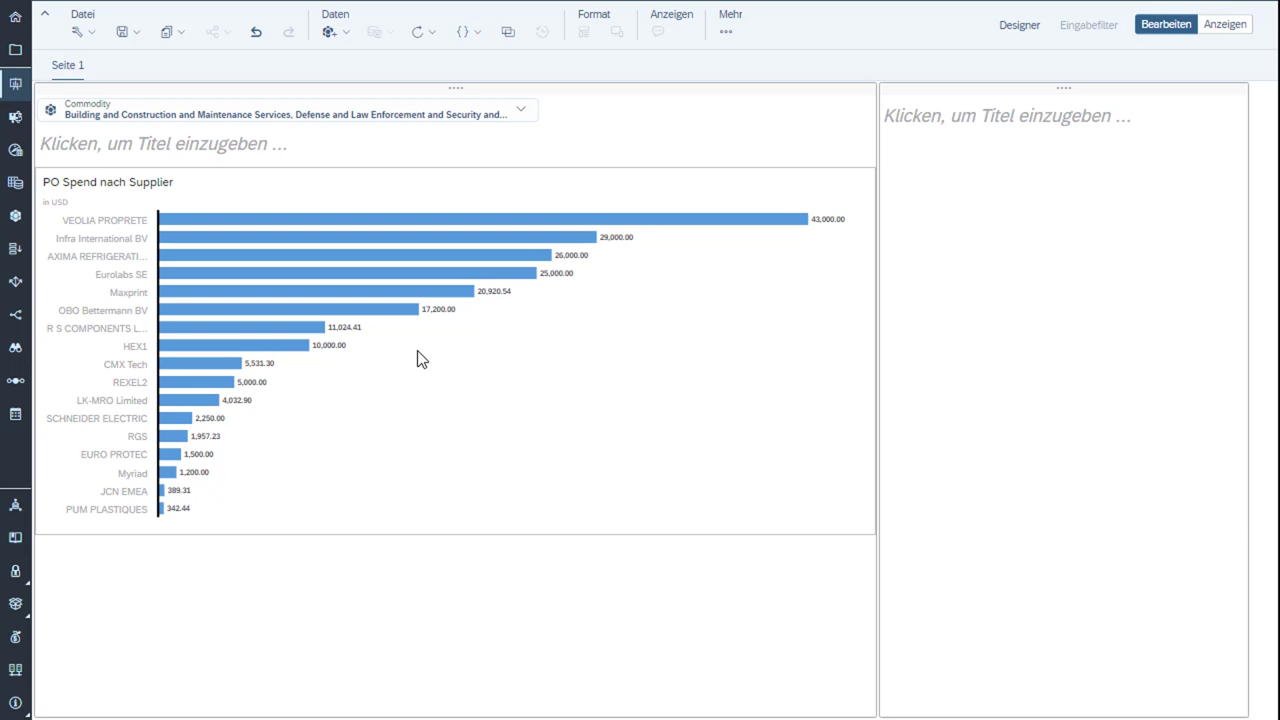 Datei
Daten
Format
Anzeigen
Mehr
Designer
Eingabefilter
Bearbeiten
Anzeigen
Seite 1
Commodity
Building and Construction and Maintenance Services, Defense and Law Enforcement and Security and...
Klicken, um Titel einzugeben ...
Klicken, um Titel einzugeben ...
PO Spend nach Supplier
in USD
VEOLIA PROPRETE 43,000.00
Infra International BV 29,000.00
AXIMA REFRIGERATI... 26,000.00
Eurolabs SE 25,000.00
Maxprint 20,920.54
OBO Bettermann BV 17,200.00
R S COMPONENTS L... 11,024.41
HEX1 10,000.00
CMX Tech 5,531.30
REXEL2 5,000.00
LK-MRO Limited 4,032.90
SCHNEIDER ELECTRIC 2,250.00
RGS 1,957.23
EURO PROTEC 1,500.00
Myriad 1,200.00
JCN EMEA 389.31
PUM PLASTIQUES 342.44